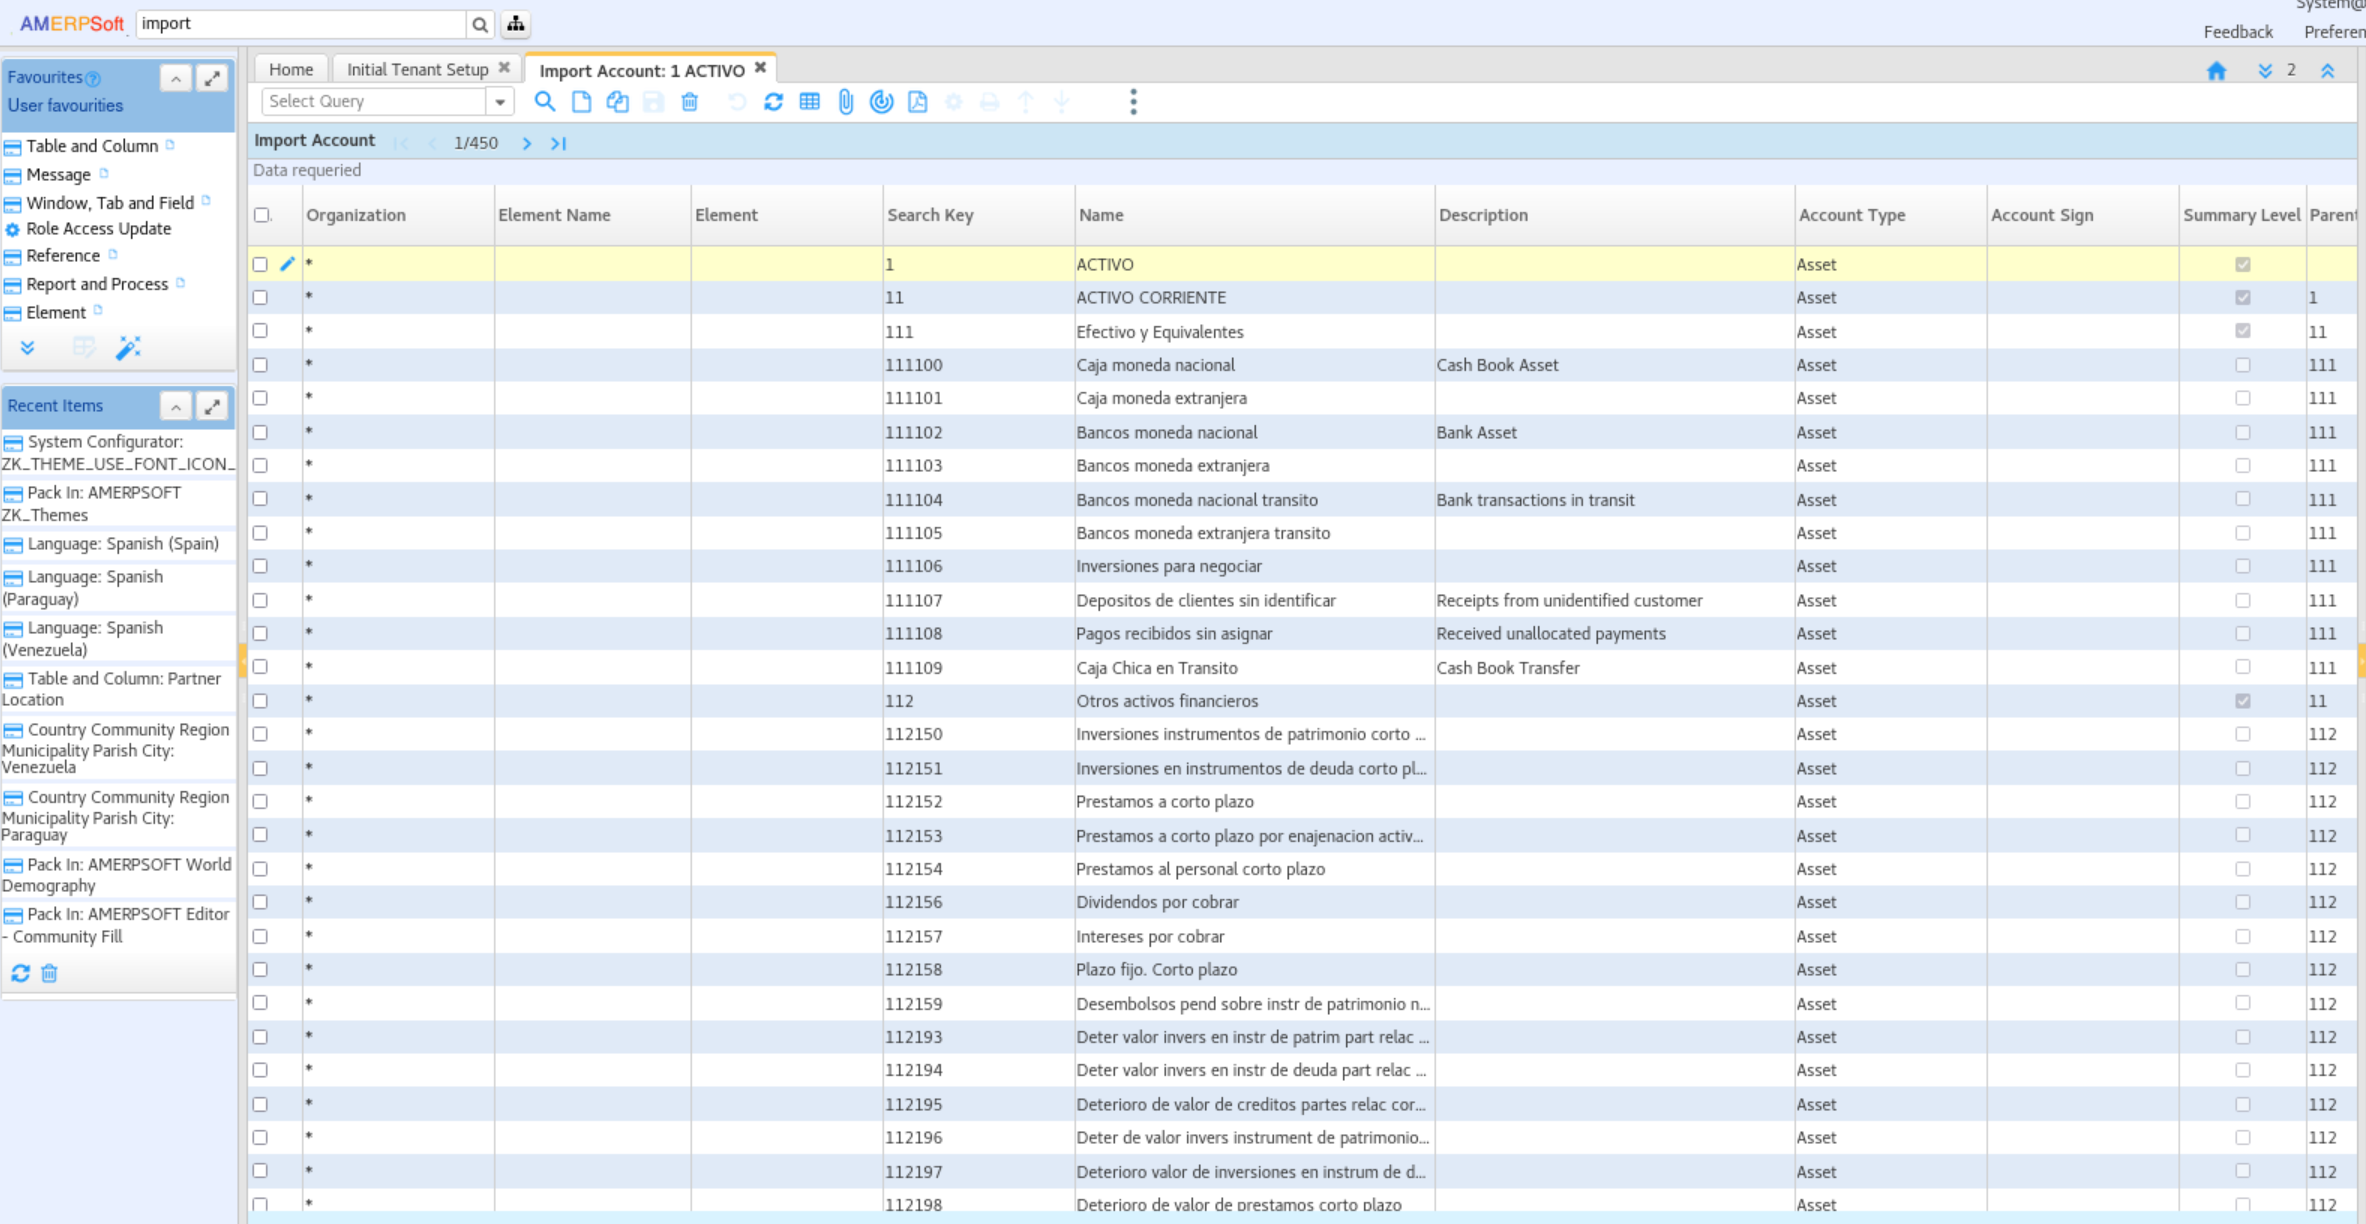 AMERPSoft
import
System@
Feedback
Preferen
Favourites
User favourities
Table and Column
Message
Window, Tab and Field
Role Access Update
Reference
Report and Process
Element
Recent Items
System Configurator:
ZK_THEME_USE_FONT_ICON_
Pack In: AMERPSOFT
ZK_Themes
Language: Spanish (Spain)
Language: Spanish
(Paraguay)
Language: Spanish
(Venezuela)
Table and Column: Partner
Location
Country Community Region
Municipality Parish City:
Venezuela
Country Community Region
Municipality Parish City:
Paraguay
Pack In: AMERPSOFT World
Demography
Pack In: AMERPSOFT Editor
- Community Fill
Home
Initial Tenant Setup
Import Account: 1 ACTIVO
2
Select Query
Import Account 1/450
Data requeried
Organization Element Name Element Search Key Name Description Account Type Account Sign Summary Level Parent
* 1 ACTIVO Asset
* 11 ACTIVO CORRIENTE Asset 1
* 111 Efectivo y Equivalentes Asset 11
* 111100 Caja moneda nacional Cash Book Asset Asset 111
* 111101 Caja moneda extranjera Asset 111
* 111102 Bancos moneda nacional Bank Asset Asset 111
* 111103 Bancos moneda extranjera Asset 111
* 111104 Bancos moneda nacional transito Bank transactions in transit Asset 111
* 111105 Bancos moneda extranjera transito Asset 111
* 111106 Inversiones para negociar Asset 111
* 111107 Depositos de clientes sin identificar Receipts from unidentified customer Asset 111
* 111108 Pagos recibidos sin asignar Received unallocated payments Asset 111
* 111109 Caja Chica en Transito Cash Book Transfer Asset 111
* 112 Otros activos financieros Asset 11
* 112150 Inversiones instrumentos de patrimonio corto ... Asset 112
* 112151 Inversiones en instrumentos de deuda corto pl... Asset 112
* 112152 Prestamos a corto plazo Asset 112
* 112153 Prestamos a corto plazo por enajenacion activ... Asset 112
* 112154 Prestamos al personal corto plazo Asset 112
* 112156 Dividendos por cobrar Asset 112
* 112157 Intereses por cobrar Asset 112
* 112158 Plazo fijo. Corto plazo Asset 112
* 112159 Desembolsos pend sobre instr de patrimonio n... Asset 112
* 112193 Deter valor invers en instr de patrim part relac ... Asset 112
* 112194 Deter valor invers en instr de deuda part relac ... Asset 112
* 112195 Deterioro de valor de creditos partes relac cor... Asset 112
* 112196 Deter de valor invers instrument de patrimonio... Asset 112
* 112197 Deterioro valor de inversiones en instrum de d... Asset 112
* 112198 Deterioro de valor de prestamos corto plazo Asset 112